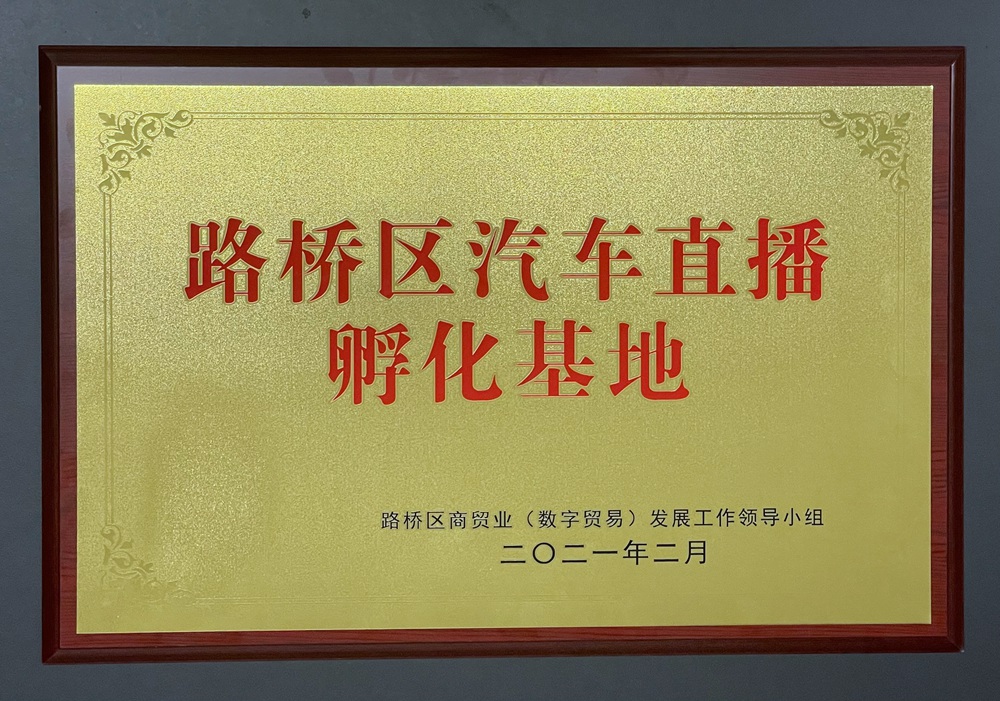 路桥区汽车直播
孵化基地
路桥区商贸业（数字贸易）发展工作领导小组
二〇二一年二月